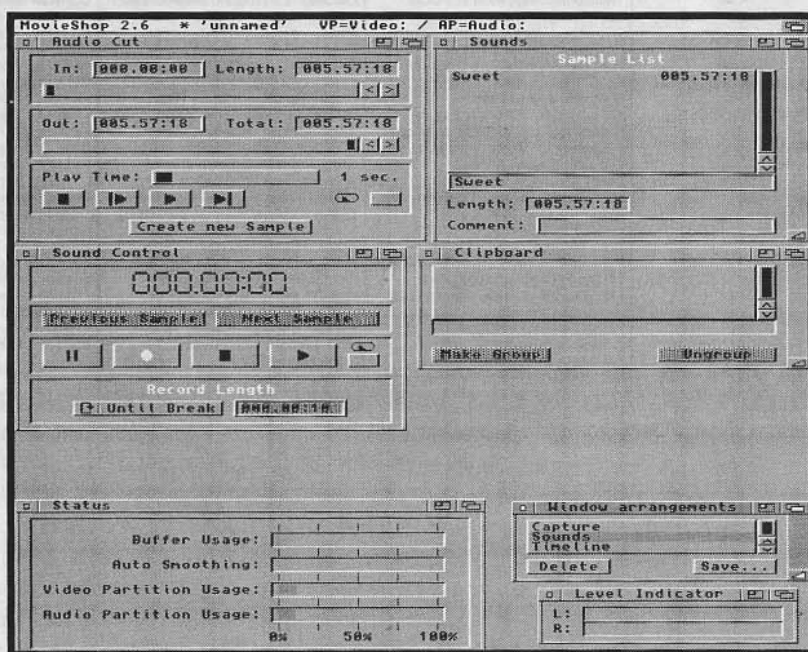 MovieShop 2.6 * 'unnamed' VP=Video: / AP=Audio:
Audio Cut
In: 000.00:00 Length: 005.57:18
< >
Out: 005.57:18 Total: 005.57:18
< >
Play Time: 1 sec.
Create new Sample
Sounds
Sample List
Sweet 005.57:18
Sweet
Length: 005.57:18
Comment:
Sound Control
000.00:00
Previous Sample Next Sample
Record Length
Until Break 000.00:10
Clipboard
Make Group Ungroup
Status
Buffer Usage:
Auto Smoothing:
Video Partition Usage:
Audio Partition Usage:
0% 50% 100%
Window arrangements
Capture
Sounds
Timeline
Delete Save...
Level Indicator
L:
R: